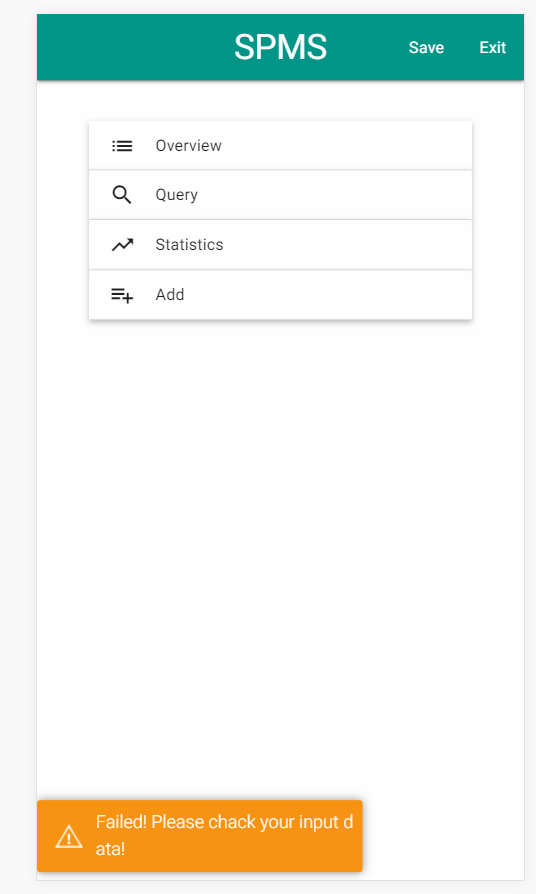 SPMS
Save
Exit
Overview
Query
Statistics
Add
Failed! Please chack your input d
ata!